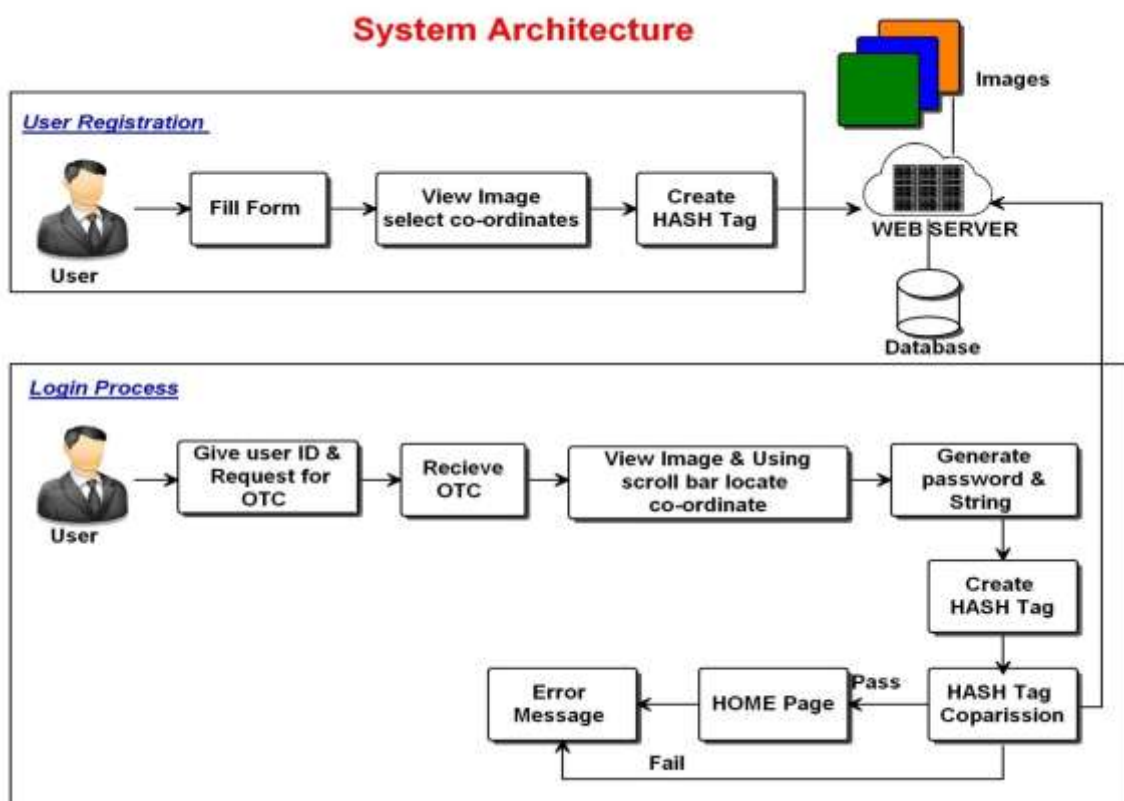 System Architecture
Images
User Registration
Fill Form
View Image
select co-ordinates
Create
HASH Tag
User
WEB SERVER
Database
Login Process
Give user ID &
Request for
OTC
Recieve
OTC
View Image & Using
scroll bar locate
co-ordinate
Generate
password &
String
User
Create
HASH Tag
Error
Message
HOME Page
Pass
HASH Tag
Coparission
Fail